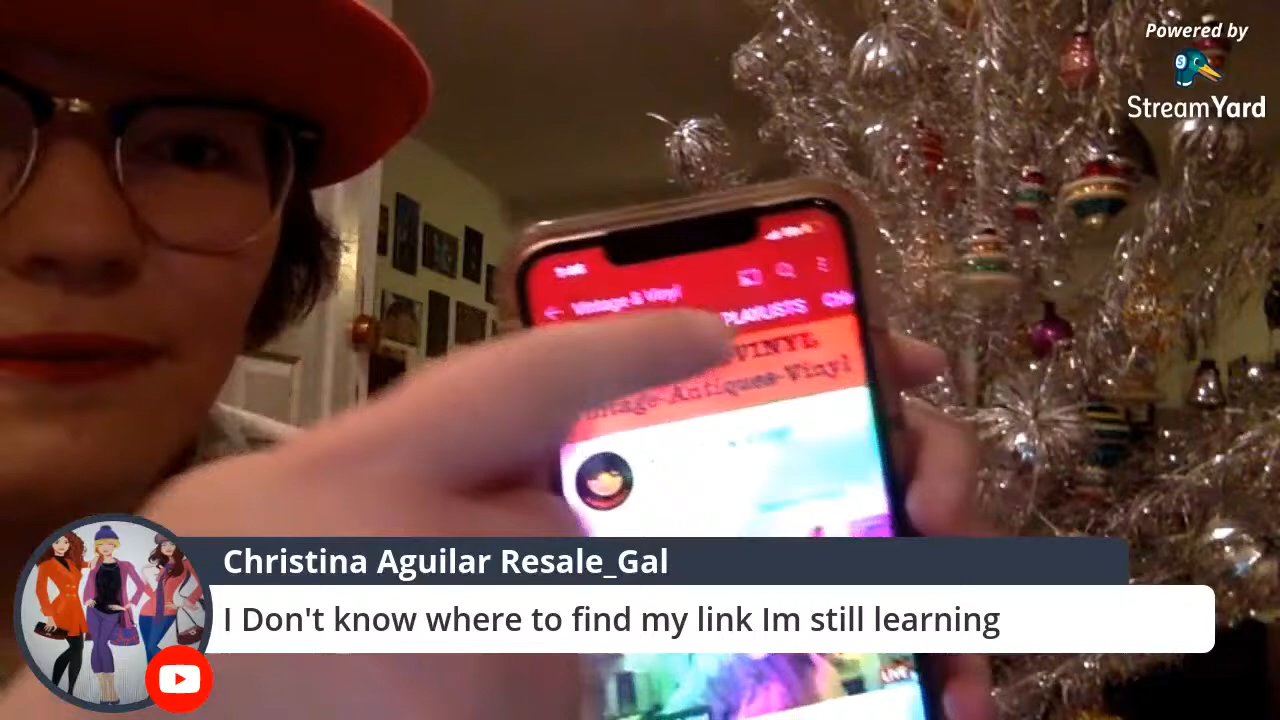 Powered by
StreamYard
Vintage & Vinyl
PLAYLISTS
VINYL
-Antiques-Vinyl
LIVE
Christina Aguilar Resale_Gal
I Don't know where to find my link Im still learning